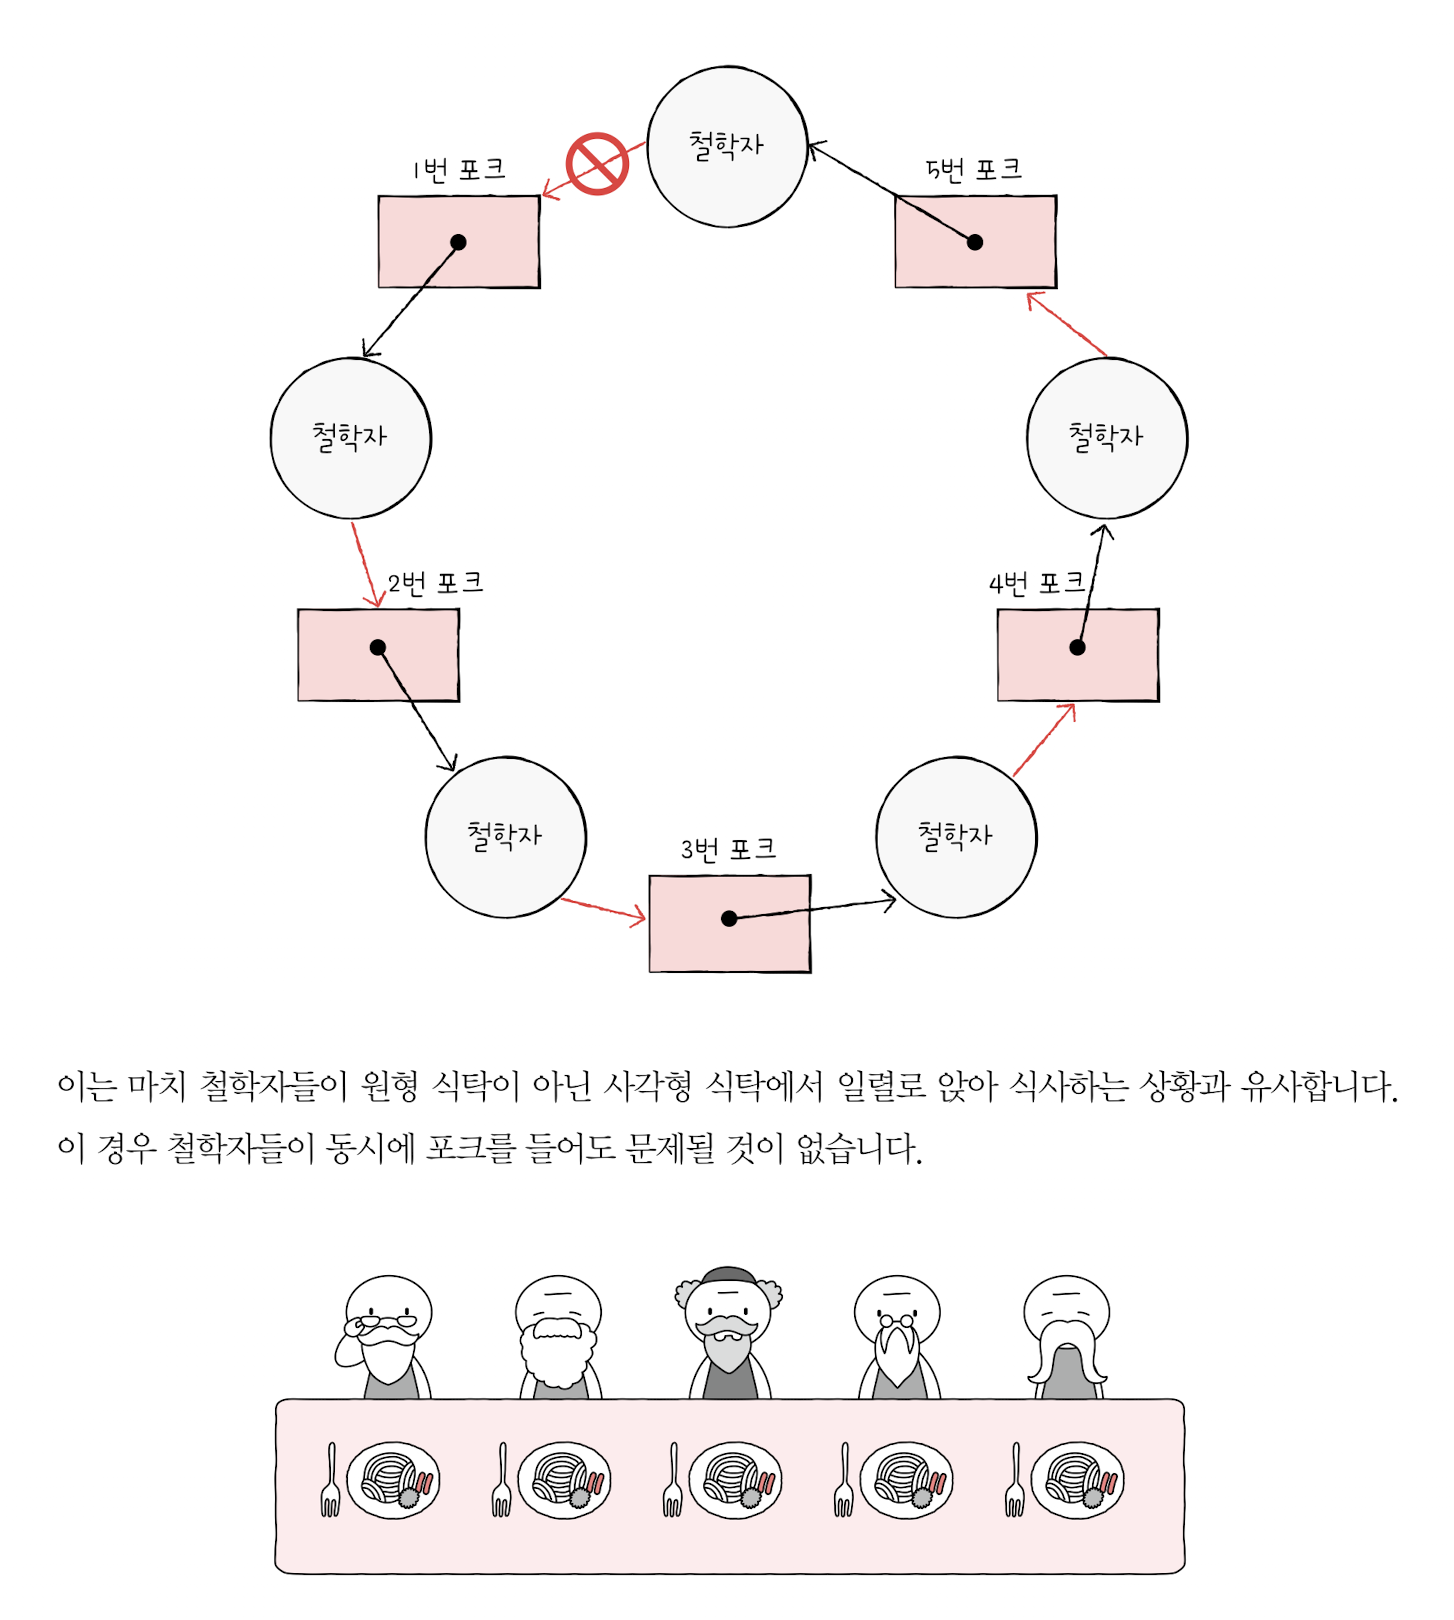 철학자
1번 포크
5번 포크
철학자
철학자
2번 포크
4번 포크
철학자
철학자
3번 포크
이는 마치 철학자들이 원형 식탁이 아닌 사각형 식탁에서 일렬로 앉아 식사하는 상황과 유사합니다.
이 경우 철학자들이 동시에 포크를 들어도 문제될 것이 없습니다.